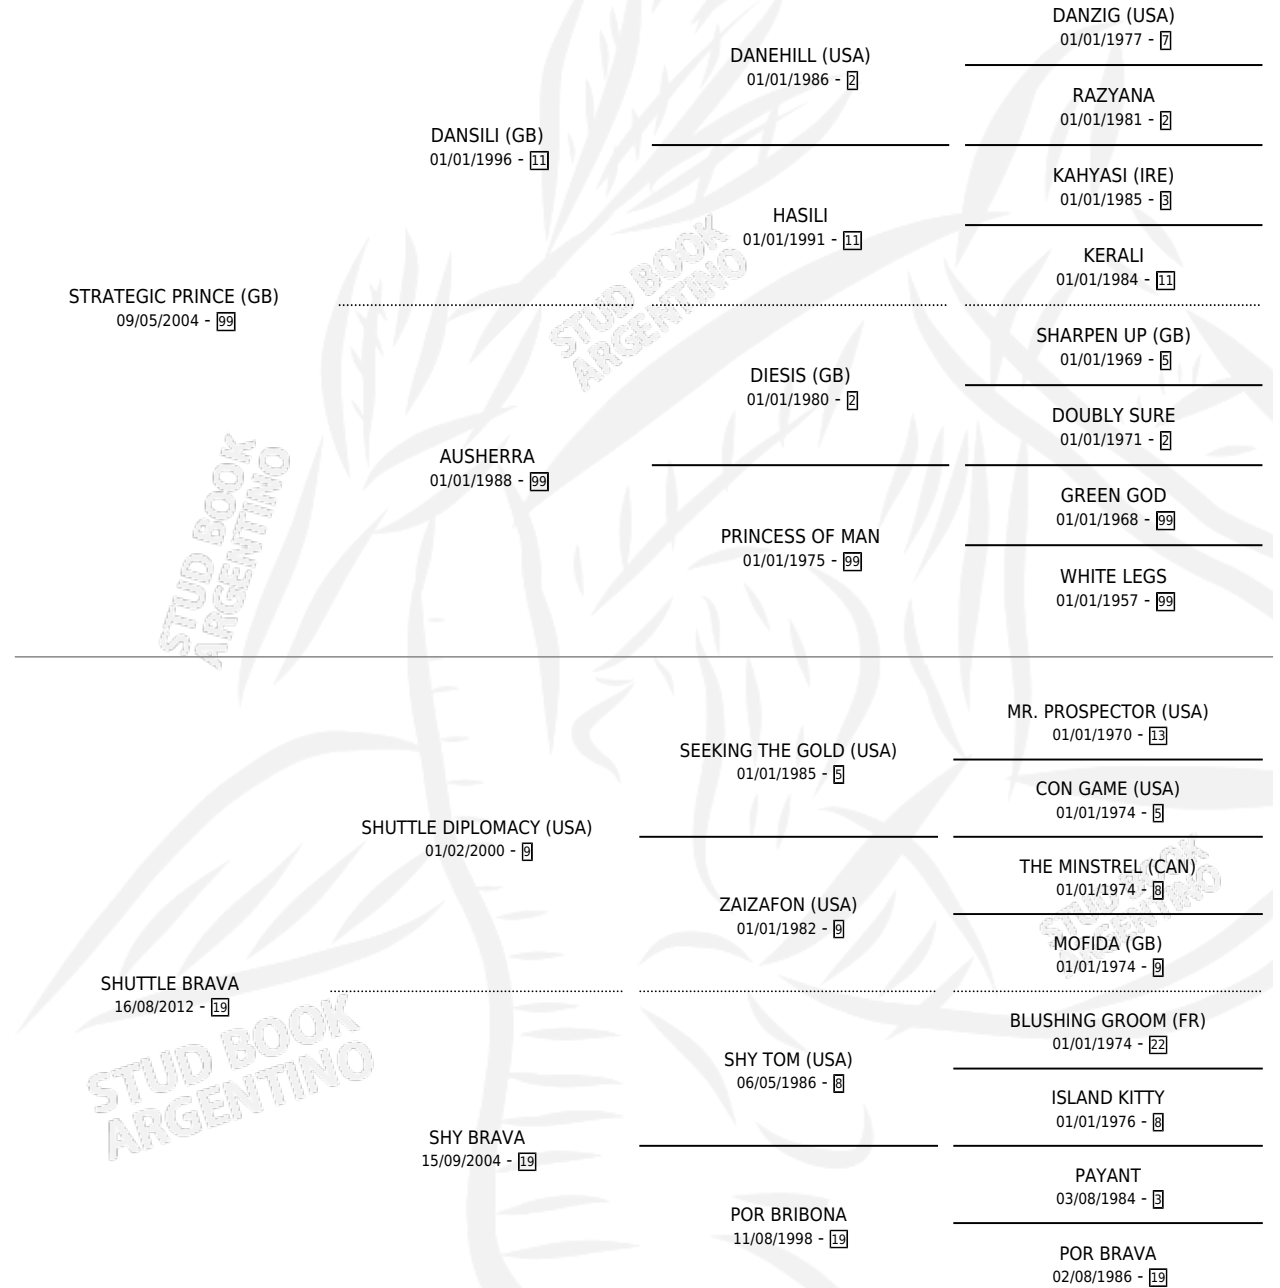 DANZIG (USA)
01/01/1977 - 7
DANEHILL (USA)
01/01/1986 - 2
RAZYANA
01/01/1981 - 2
DANSILI (GB)
01/01/1996 - 11
KAHYASI (IRE)
01/01/1985 - 3
HASILI
01/01/1991 - 11
KERALI
01/01/1984 - 11
STRATEGIC PRINCE (GB)
09/05/2004 - 99
STUD BOOK
ARGENTINO
SHARPEN UP (GB)
01/01/1969 - 5
DIESIS (GB)
01/01/1980 - 2
DOUBLY SURE
01/01/1971 - 2
AUSHERRA
01/01/1988 - 99
GREEN GOD
01/01/1968 - 99
PRINCESS OF MAN
01/01/1975 - 99
WHITE LEGS
01/01/1957 - 99
STUD BOOK
ARGENTINO
MR. PROSPECTOR (USA)
01/01/1970 - 13
SEEKING THE GOLD (USA)
01/01/1985 - 5
CON GAME (USA)
01/01/1974 - 5
SHUTTLE DIPLOMACY (USA)
01/02/2000 - 9
THE MINSTREL (CAN)
01/01/1974 - 8
ZAIZAFON (USA)
01/01/1982 - 9
MOFIDA (GB)
01/01/1974 - 9
STUD BOOK
ARGENTINO
SHUTTLE BRAVA
16/08/2012 - 19
BLUSHING GROOM (FR)
01/01/1974 - 22
SHY TOM (USA)
06/05/1986 - 8
ISLAND KITTY
01/01/1976 - 8
STUD BOOK
ARGENTINO
SHY BRAVA
15/09/2004 - 19
PAYANT
03/08/1984 - 3
POR BRIBONA
11/08/1998 - 19
POR BRAVA
02/08/1986 - 19